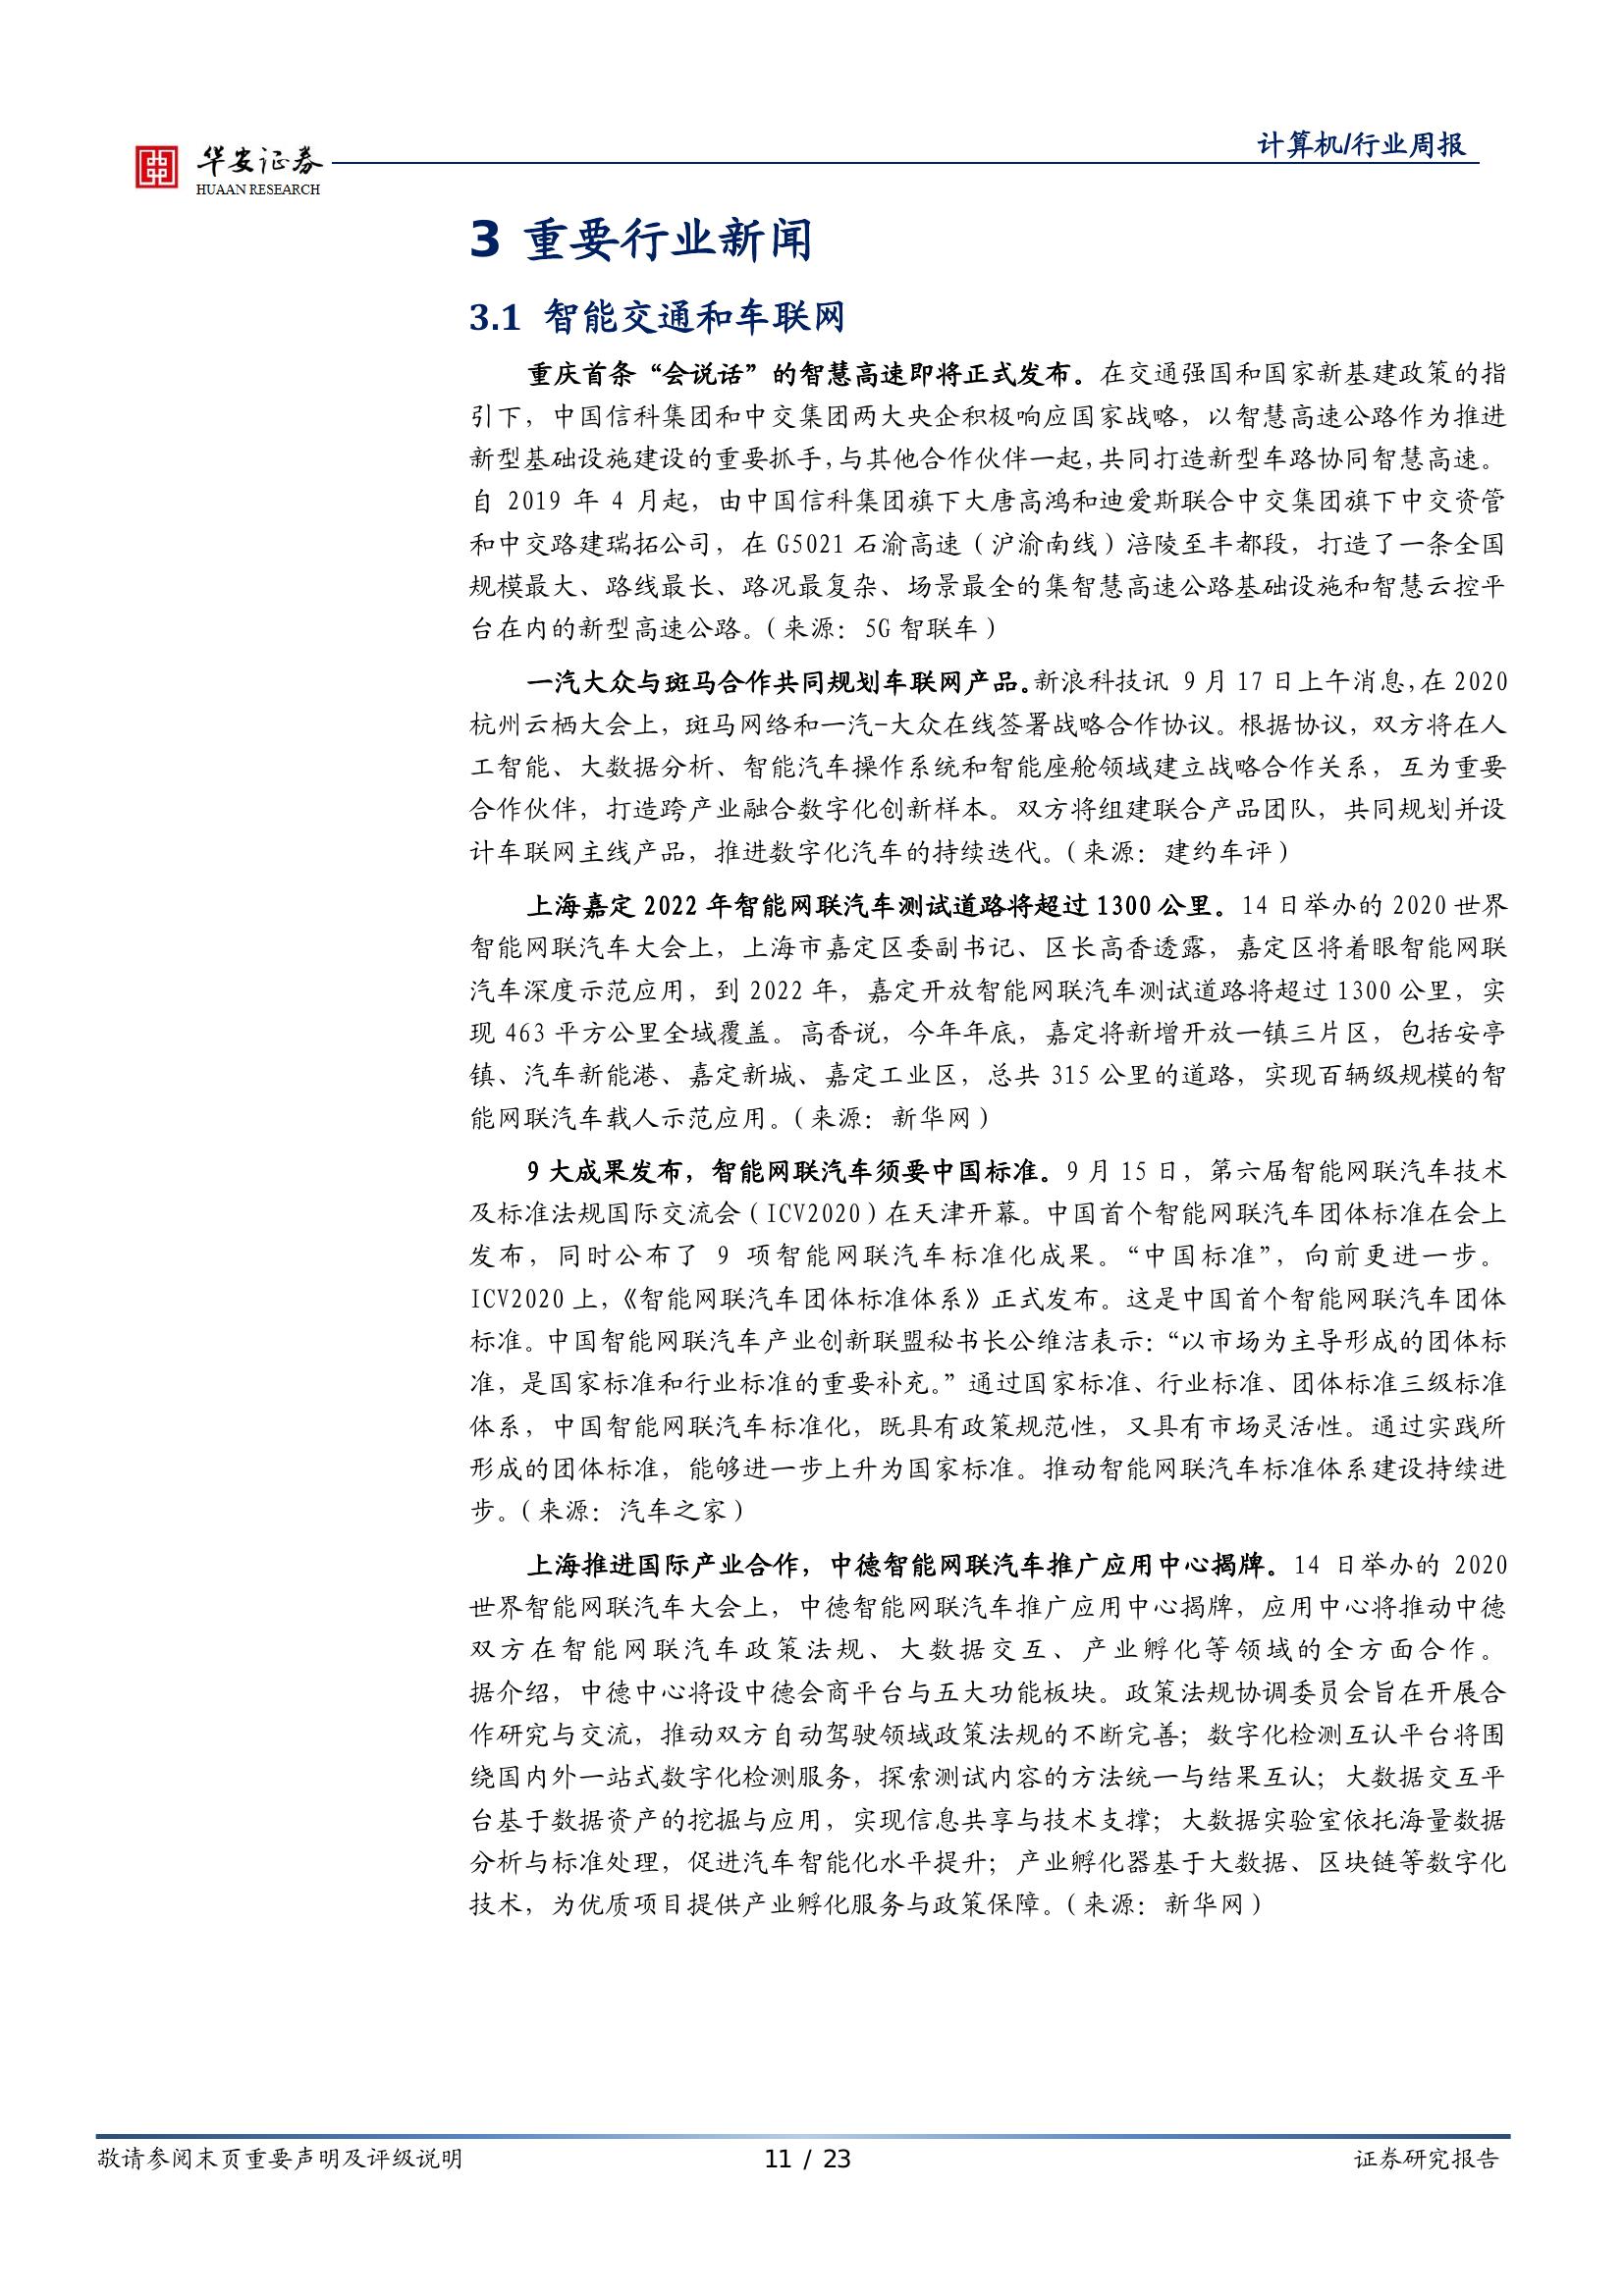 华安证券
HUAAN RESEARCH
计算机/行业周报
3 重要行业新闻
3.1 智能交通和车联网
重庆首条“会说话”的智慧高速即将正式发布。在交通强国和国家新基建政策的指
引下，中国信科集团和中交集团两大央企积极响应国家战略，以智慧高速公路作为推进
新型基础设施建设的重要抓手,与其他合作伙伴一起,共同打造新型车路协同智慧高速。
自 2019 年 4 月起，由中国信科集团旗下大唐高鸿和迪爱斯联合中交集团旗下中交资管
和中交路建瑞拓公司，在 G5021 石渝高速（沪渝南线）涪陵至丰都段，打造了一条全国
规模最大、路线最长、路况最复杂、场景最全的集智慧高速公路基础设施和智慧云控平
台在内的新型高速公路。（来源：5G 智联车）
一汽大众与斑马合作共同规划车联网产品。新浪科技讯 9 月 17 日上午消息,在 2020
杭州云栖大会上，斑马网络和一汽-大众在线签署战略合作协议。根据协议，双方将在人
工智能、大数据分析、智能汽车操作系统和智能座舱领域建立战略合作关系，互为重要
合作伙伴，打造跨产业融合数字化创新样本。双方将组建联合产品团队，共同规划并设
计车联网主线产品，推进数字化汽车的持续迭代。（来源：建约车评）
上海嘉定 2022 年智能网联汽车测试道路将超过 1300 公里。14 日举办的 2020 世界
智能网联汽车大会上，上海市嘉定区委副书记、区长高香透露，嘉定区将着眼智能网联
汽车深度示范应用，到 2022 年，嘉定开放智能网联汽车测试道路将超过 1300 公里，实
现 463 平方公里全域覆盖。高香说，今年年底，嘉定将新增开放一镇三片区，包括安亭
镇、汽车新能港、嘉定新城、嘉定工业区，总共 315 公里的道路，实现百辆级规模的智
能网联汽车载人示范应用。（来源：新华网）
9 大成果发布，智能网联汽车须要中国标准。9 月 15 日，第六届智能网联汽车技术
及标准法规国际交流会（ICV2020）在天津开幕。中国首个智能网联汽车团体标准在会上
发布，同时公布了 9 项智能网联汽车标准化成果。“中国标准”，向前更进一步。
ICV2020 上，《智能网联汽车团体标准体系》正式发布。这是中国首个智能网联汽车团体
标准。中国智能网联汽车产业创新联盟秘书长公维洁表示：“以市场为主导形成的团体标
准，是国家标准和行业标准的重要补充。”通过国家标准、行业标准、团体标准三级标准
体系，中国智能网联汽车标准化，既具有政策规范性，又具有市场灵活性。通过实践所
形成的团体标准，能够进一步上升为国家标准。推动智能网联汽车标准体系建设持续进
步。（来源：汽车之家）
上海推进国际产业合作，中德智能网联汽车推广应用中心揭牌。14 日举办的 2020
世界智能网联汽车大会上，中德智能网联汽车推广应用中心揭牌，应用中心将推动中德
双方在智能网联汽车政策法规、大数据交互、产业孵化等领域的全方面合作。
据介绍，中德中心将设中德会商平台与五大功能板块。政策法规协调委员会旨在开展合
作研究与交流，推动双方自动驾驶领域政策法规的不断完善；数字化检测互认平台将围
绕国内外一站式数字化检测服务，探索测试内容的方法统一与结果互认；大数据交互平
台基于数据资产的挖掘与应用，实现信息共享与技术支撑；大数据实验室依托海量数据
分析与标准处理，促进汽车智能化水平提升；产业孵化器基于大数据、区块链等数字化
技术，为优质项目提供产业孵化服务与政策保障。（来源：新华网）
敬请参阅末页重要声明及评级说明
11 / 23
证券研究报告